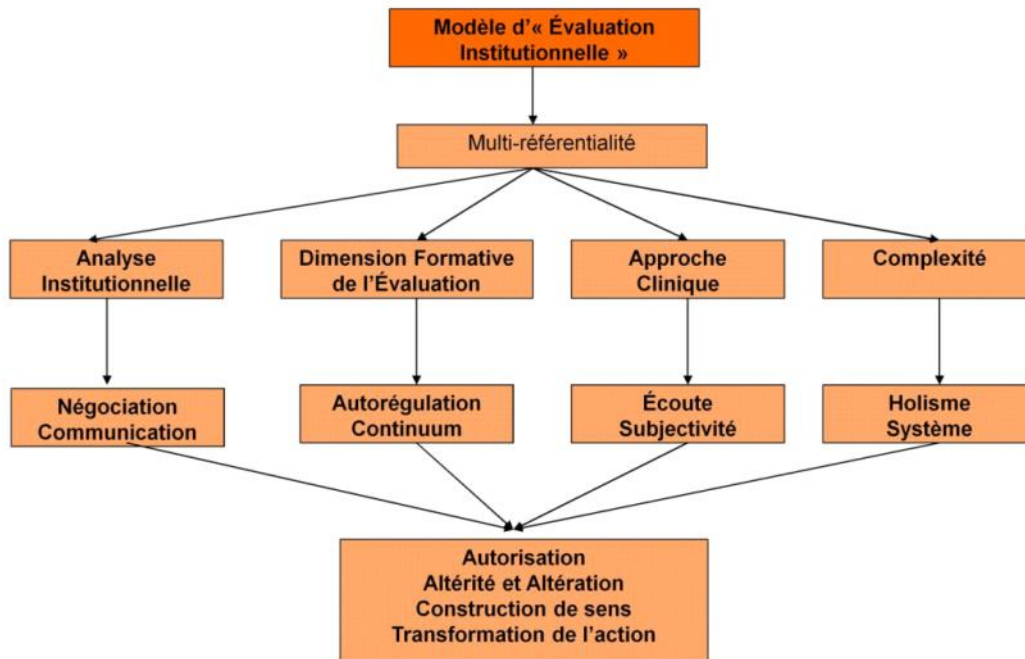 Modèle d'« Évaluation
Institutionnelle »
Multi-référentialité
Analyse
Institutionnelle
Dimension Formative
de l'Évaluation
Approche
Clinique
Complexité
Négociation
Communication
Autorégulation
Continuum
Écoute
Subjectivité
Holisme
Système
Autorisation
Altérité et Altération
Construction de sens
Transformation de l'action